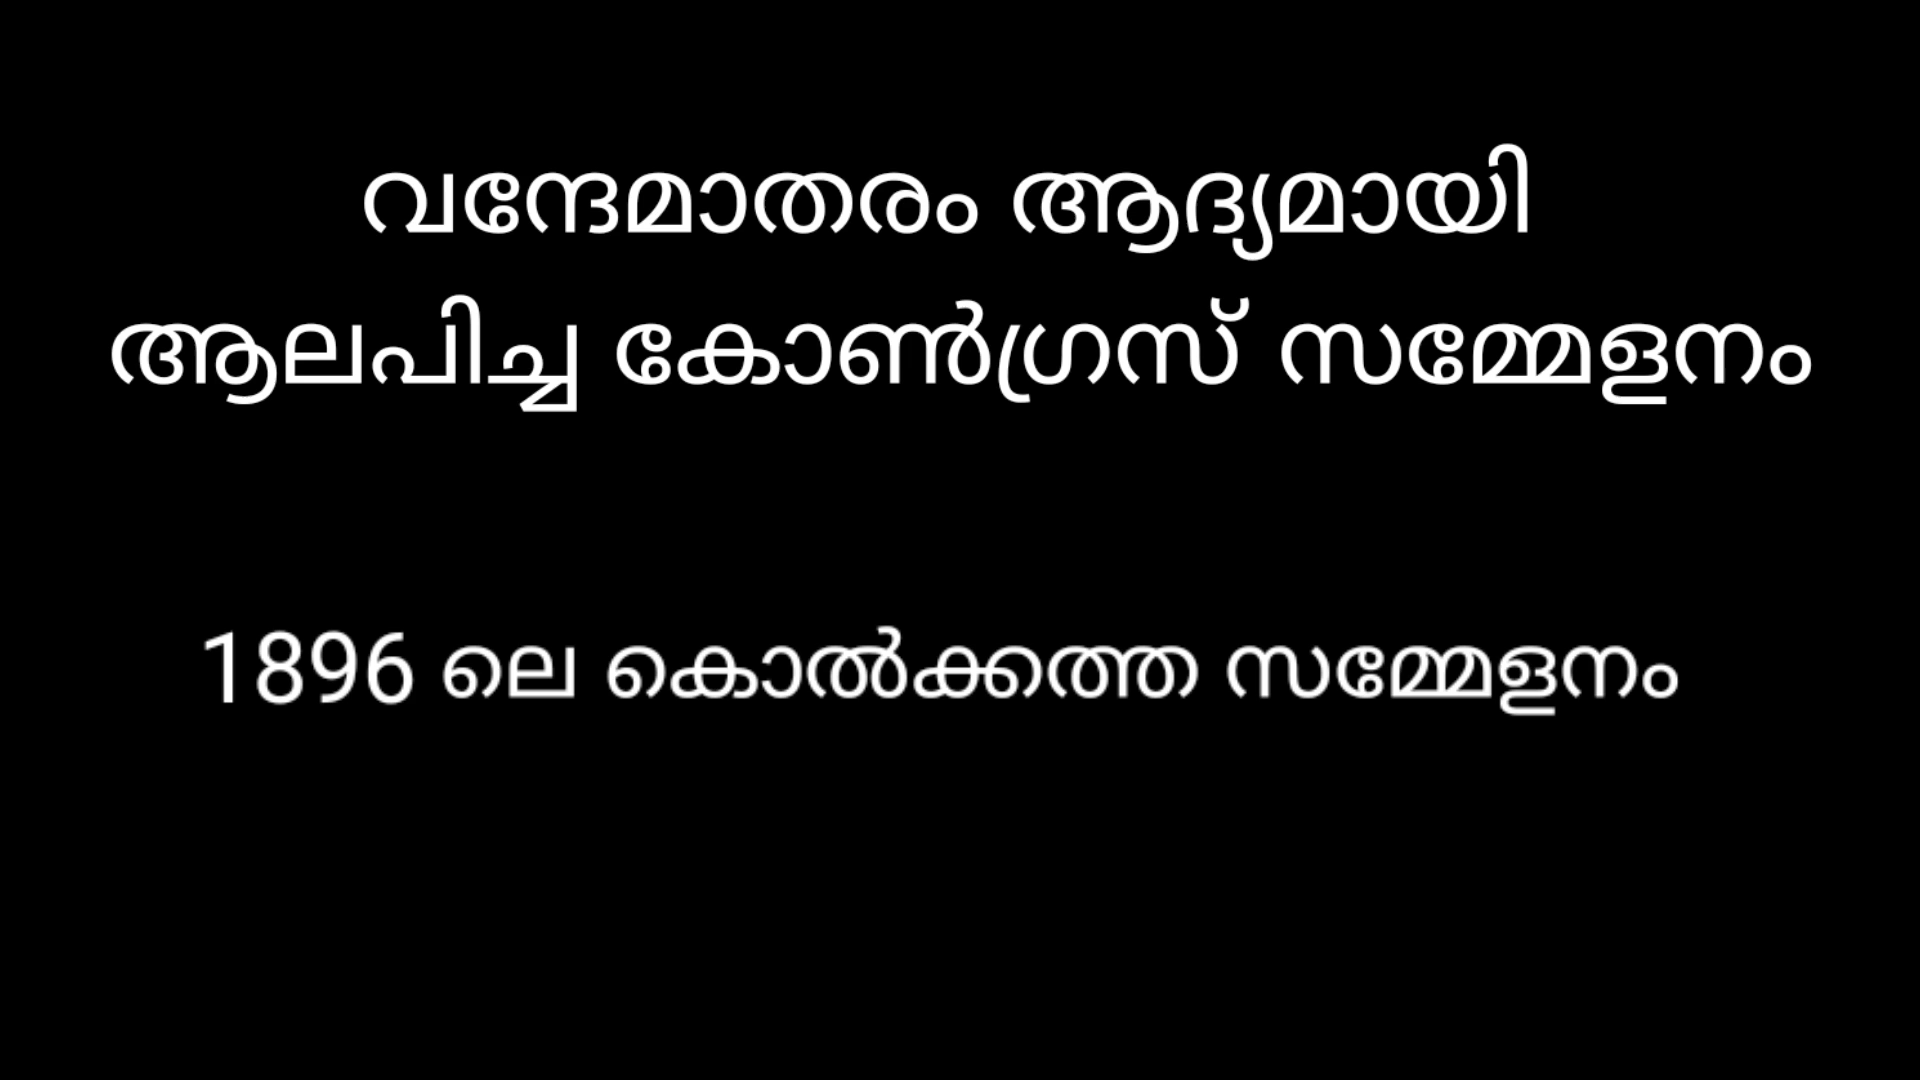 വന്ദേമാതരം ആദ്യമായി
ആലപിച്ച കോൺഗ്രസ് സമ്മേളനം
1896 ലെ കൊൽക്കത്ത സമ്മേളനം